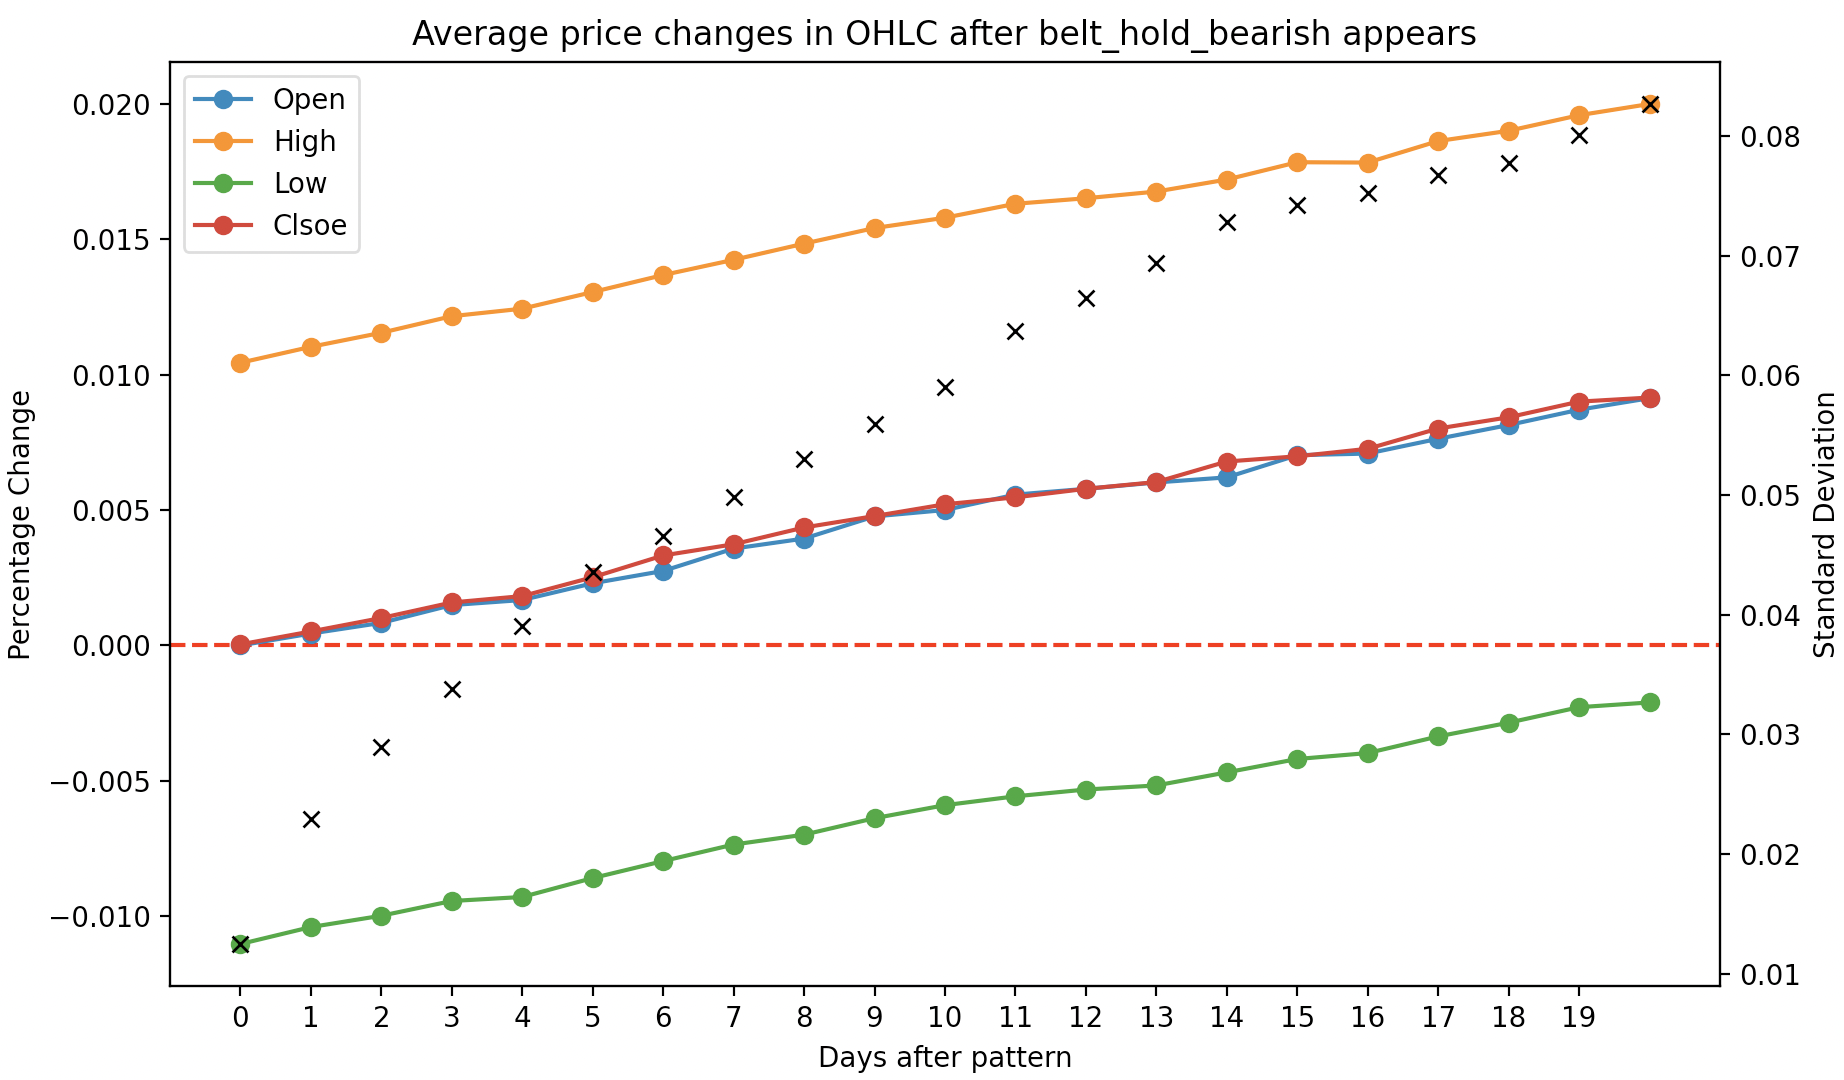 Average price changes in OHLC after belt_hold_bearish appears
Open
High
Low
Clsoe
0.020
0.015
0.010
0.005
0.000
−0.005
−0.010
Percentage Change
0.08
0.07
0.06
0.05
0.04
0.03
0.02
0.01
Standard Deviation
0 1 2 3 4 5 6 7 8 9 10 11 12 13 14 15 16 17 18 19
Days after pattern